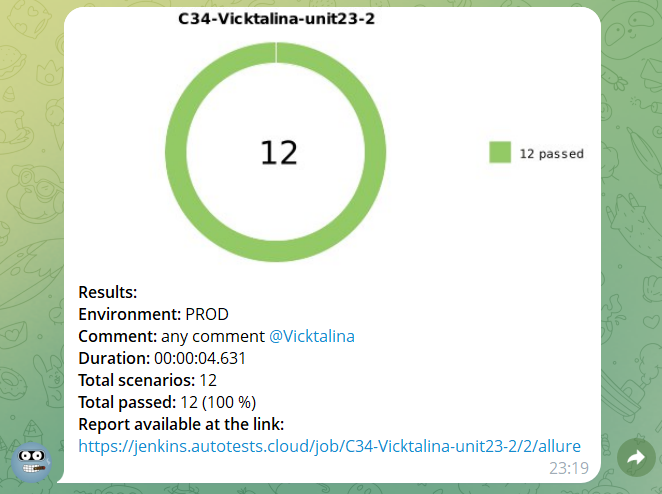 C34-Vicktalina-unit23-2
12
12 passed
Results:
Environment: PROD
Comment: any comment @Vicktalina
Duration: 00:00:04.631
Total scenarios: 12
Total passed: 12 (100 %)
Report available at the link:
https://jenkins.autotests.cloud/job/C34-Vicktalina-unit23-2/2/allure
23:19